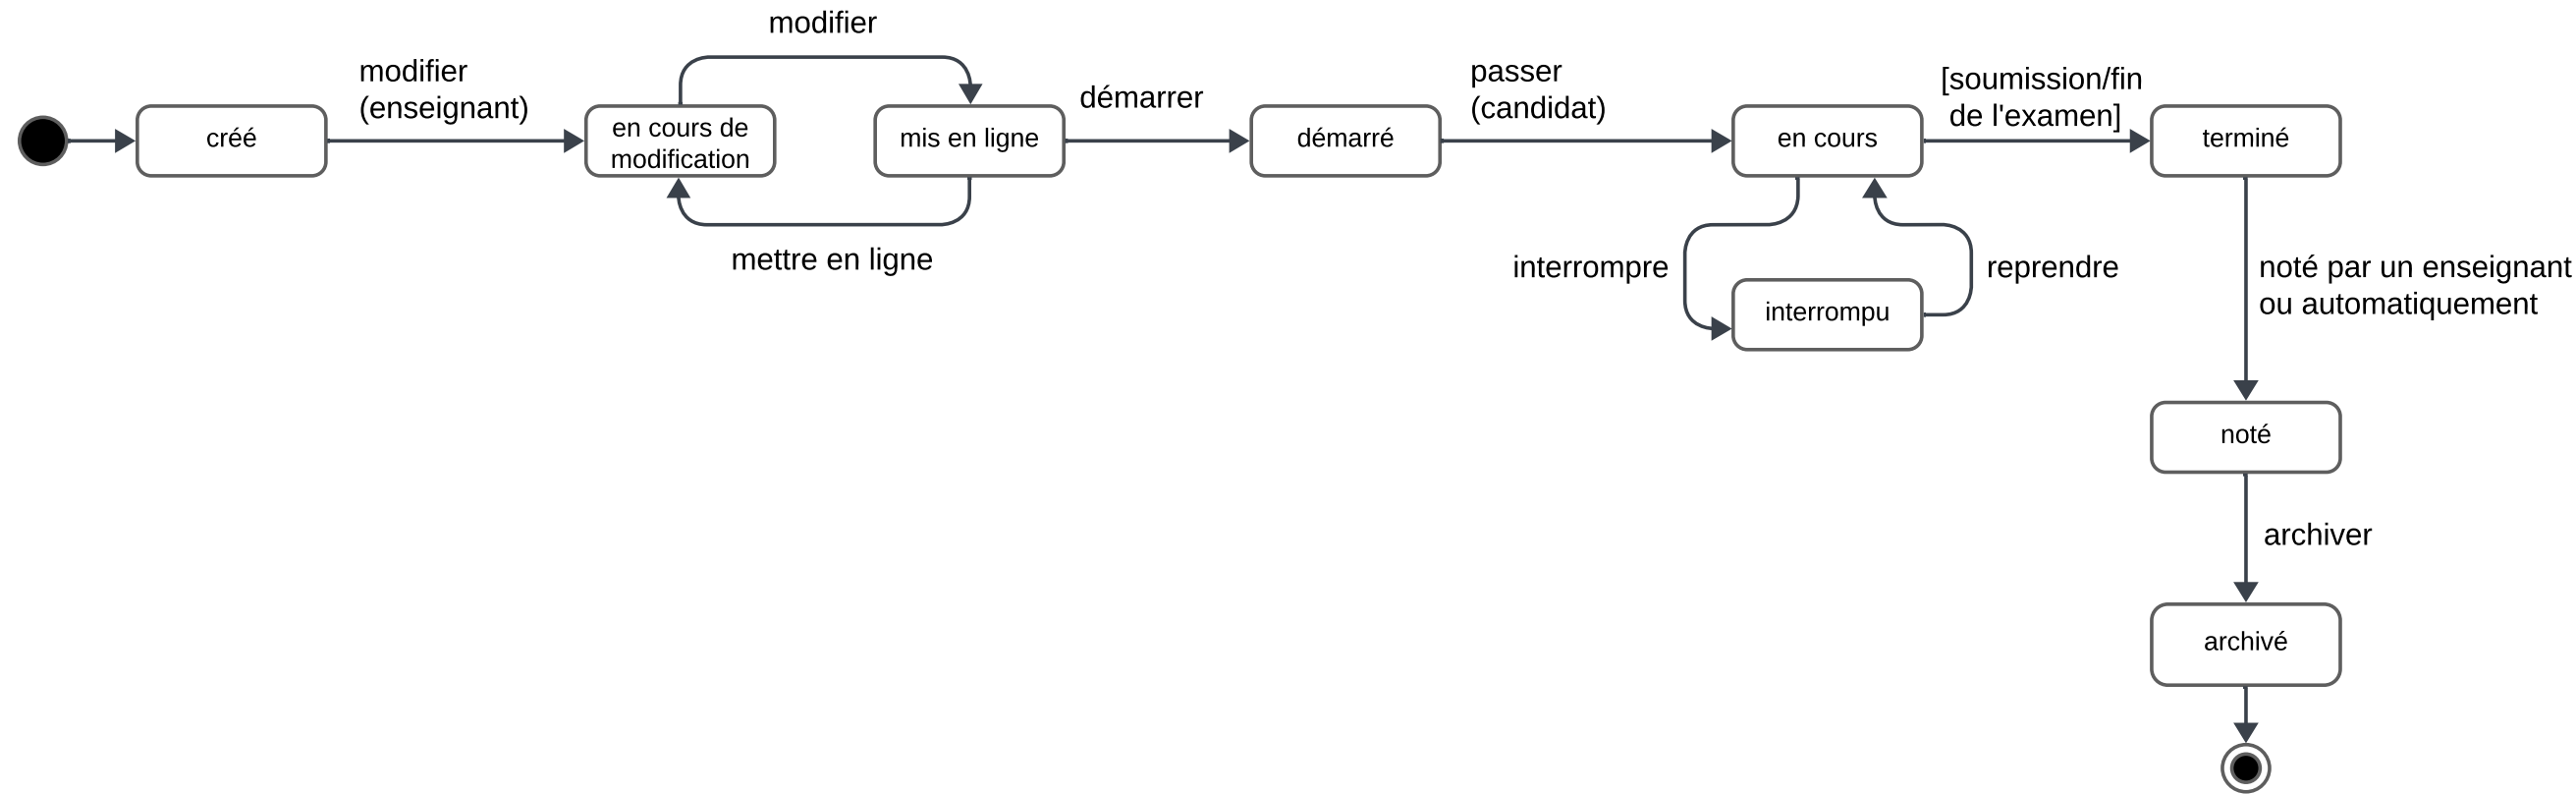 modifier
modifier
(enseignant)
démarrer
passer
(candidat)
[soumission/fin
de l'examen]
créé
en cours de
modification
mis en ligne
démarré
en cours
terminé
mettre en ligne
interrompre
reprendre
noté par un enseignant
ou automatiquement
interrompu
noté
archiver
archivé